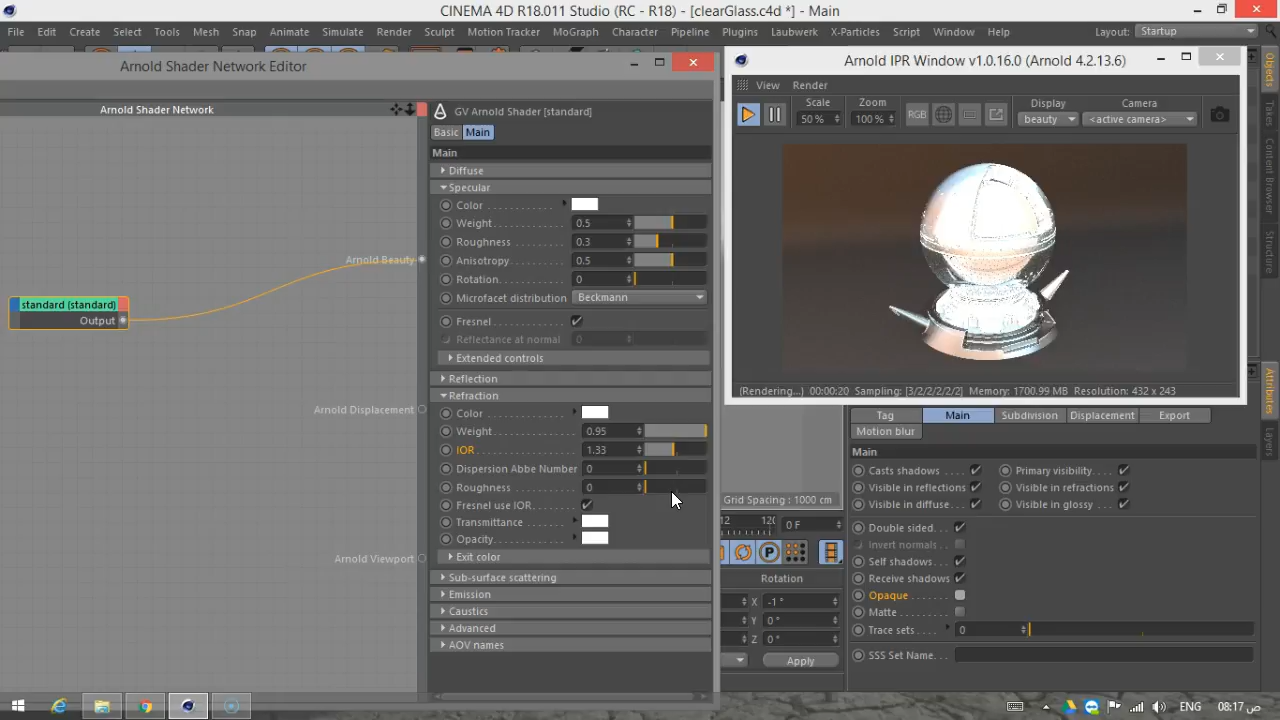 CINEMA 4D R18.011 Studio (RC - R18) - [clearGlass.c4d *] - Main
File Edit Create Select Tools Mesh Snap Animate Simulate Render Sculpt Motion Tracker MoGraph Character Pipeline Plugins Laubwerk X-Particles Script Window Help Layout: Startup
Arnold Shader Network Editor
Arnold Shader Network
Arnold Beauty
standard (standard)
Output
Arnold Displacement
Arnold Viewport
GV Arnold Shader [standard]
Basic Main
Main
Diffuse
Specular
Color
Weight 0.5
Roughness 0.3
Anisotropy 0.5
Rotation 0
Microfacet distribution Beckmann
Fresnel
Reflectance at normal 0
Extended controls
Reflection
Refraction
Color
Weight 0.95
IOR 1.33
Dispersion Abbe Number 0
Roughness 0
Fresnel use IOR
Transmittance
Opacity
Exit color
Sub-surface scattering
Emission
Caustics
Advanced
AOV names
Arnold IPR Window v1.0.16.0 (Arnold 4.2.13.6)
View Render
Scale Zoom Display Camera
50 % 100 % RGB beauty <active camera>
(Rendering...) 00:00:20 Sampling: [3/2/2/2/2/2] Memory: 1700.99 MB Resolution: 432 x 243
Objects
Takes
Content Browser
Structure
Attributes
Layers
Tag Main Subdivision Displacement Export
Motion blur
Main
Casts shadows Primary visibility
Visible in reflections Visible in refractions
Visible in diffuse Visible in glossy
Double sided
Invert normals
Self shadows
Receive shadows
Opaque
Matte
Trace sets 0
SSS Set Name
Grid Spacing : 1000 cm
0 F
P
Rotation
X -1 °
Y 0 °
Z 0 °
Apply
ENG 08:17 ص